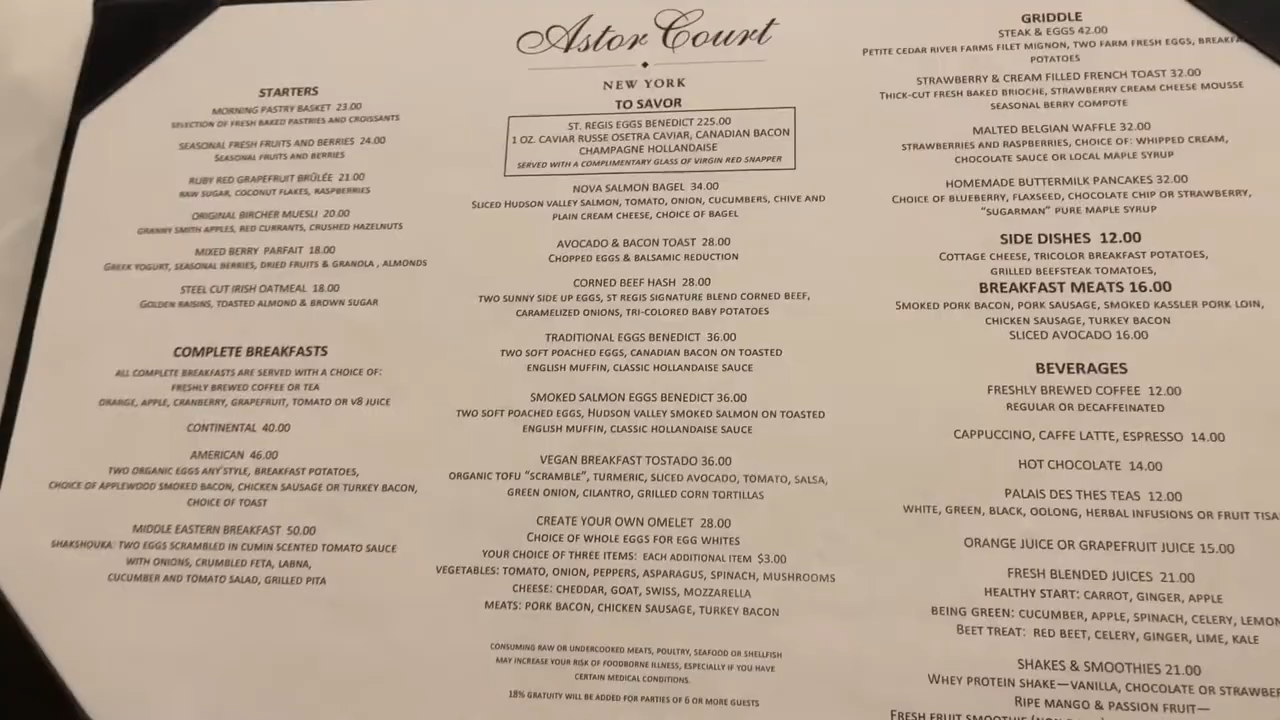 Astor Court
NEW YORK
STARTERS
MORNING PASTRY BASKET 23.00
SELECTION OF FRESH BAKED PASTRIES AND CROISSANTS
SEASONAL FRESH FRUITS AND BERRIES 24.00
SEASONAL FRUITS AND BERRIES
RUBY RED GRAPEFRUIT BRÛLÉE 21.00
RAW SUGAR, COCONUT FLAKES, RASPBERRIES
ORIGINAL BIRCHER MUESLI 20.00
GRANNY SMITH APPLES, RED CURRANTS, CRUSHED HAZELNUTS
MIXED BERRY PARFAIT 18.00
GREEK YOGURT, SEASONAL BERRIES, DRIED FRUITS & GRANOLA , ALMONDS
STEEL CUT IRISH OATMEAL 18.00
GOLDEN RAISINS, TOASTED ALMOND & BROWN SUGAR
COMPLETE BREAKFASTS
ALL COMPLETE BREAKFASTS ARE SERVED WITH A CHOICE OF:
FRESHLY BREWED COFFEE OR TEA
ORANGE, APPLE, CRANBERRY, GRAPEFRUIT, TOMATO OR V8 JUICE
CONTINENTAL 40.00
AMERICAN 46.00
TWO ORGANIC EGGS ANY STYLE, BREAKFAST POTATOES,
CHOICE OF APPLEWOOD SMOKED BACON, CHICKEN SAUSAGE OR TURKEY BACON,
CHOICE OF TOAST
MIDDLE EASTERN BREAKFAST 50.00
SHAKSHOUKA: TWO EGGS SCRAMBLED IN CUMIN SCENTED TOMATO SAUCE
WITH ONIONS, CRUMBLED FETA, LABNA,
CUCUMBER AND TOMATO SALAD, GRILLED PITA
TO SAVOR
ST. REGIS EGGS BENEDICT 225.00
1 OZ. CAVIAR RUSSE OSETRA CAVIAR, CANADIAN BACON
CHAMPAGNE HOLLANDAISE
SERVED WITH A COMPLIMENTARY GLASS OF VIRGIN RED SNAPPER
NOVA SALMON BAGEL 34.00
SLICED HUDSON VALLEY SALMON, TOMATO, ONION, CUCUMBERS, CHIVE AND
PLAIN CREAM CHEESE, CHOICE OF BAGEL
AVOCADO & BACON TOAST 28.00
CHOPPED EGGS & BALSAMIC REDUCTION
CORNED BEEF HASH 28.00
TWO SUNNY SIDE UP EGGS, ST REGIS SIGNATURE BLEND CORNED BEEF,
CARAMELIZED ONIONS, TRI-COLORED BABY POTATOES
TRADITIONAL EGGS BENEDICT 36.00
TWO SOFT POACHED EGGS, CANADIAN BACON ON TOASTED
ENGLISH MUFFIN, CLASSIC HOLLANDAISE SAUCE
SMOKED SALMON EGGS BENEDICT 36.00
TWO SOFT POACHED EGGS, HUDSON VALLEY SMOKED SALMON ON TOASTED
ENGLISH MUFFIN, CLASSIC HOLLANDAISE SAUCE
VEGAN BREAKFAST TOSTADO 36.00
ORGANIC TOFU "SCRAMBLE", TURMERIC, SLICED AVOCADO, TOMATO, SALSA,
GREEN ONION, CILANTRO, GRILLED CORN TORTILLAS
CREATE YOUR OWN OMELET 28.00
CHOICE OF WHOLE EGGS FOR EGG WHITES
YOUR CHOICE OF THREE ITEMS: EACH ADDITIONAL ITEM $3.00
VEGETABLES: TOMATO, ONION, PEPPERS, ASPARAGUS, SPINACH, MUSHROOMS
CHEESE: CHEDDAR, GOAT, SWISS, MOZZARELLA
MEATS: PORK BACON, CHICKEN SAUSAGE, TURKEY BACON
CONSUMING RAW OR UNDERCOOKED MEATS, POULTRY, SEAFOOD OR SHELLFISH
MAY INCREASE YOUR RISK OF FOODBORNE ILLNESS, ESPECIALLY IF YOU HAVE
CERTAIN MEDICAL CONDITIONS.
18% GRATUITY WILL BE ADDED FOR PARTIES OF 6 OR MORE GUESTS
GRIDDLE
STEAK & EGGS 42.00
PETITE CEDAR RIVER FARMS FILET MIGNON, TWO FARM FRESH EGGS, BREAKFA
POTATOES
STRAWBERRY & CREAM FILLED FRENCH TOAST 32.00
THICK-CUT FRESH BAKED BRIOCHE, STRAWBERRY CREAM CHEESE MOUSSE
SEASONAL BERRY COMPOTE
MALTED BELGIAN WAFFLE 32.00
STRAWBERRIES AND RASPBERRIES, CHOICE OF: WHIPPED CREAM,
CHOCOLATE SAUCE OR LOCAL MAPLE SYRUP
HOMEMADE BUTTERMILK PANCAKES 32.00
CHOICE OF BLUEBERRY, FLAXSEED, CHOCOLATE CHIP OR STRAWBERRY,
"SUGARMAN" PURE MAPLE SYRUP
SIDE DISHES 12.00
COTTAGE CHEESE, TRICOLOR BREAKFAST POTATOES,
GRILLED BEEFSTEAK TOMATOES,
BREAKFAST MEATS 16.00
SMOKED PORK BACON, PORK SAUSAGE, SMOKED KASSLER PORK LOIN,
CHICKEN SAUSAGE, TURKEY BACON
SLICED AVOCADO 16.00
BEVERAGES
FRESHLY BREWED COFFEE 12.00
REGULAR OR DECAFFEINATED
CAPPUCCINO, CAFFE LATTE, ESPRESSO 14.00
HOT CHOCOLATE 14.00
PALAIS DES THES TEAS 12.00
WHITE, GREEN, BLACK, OOLONG, HERBAL INFUSIONS OR FRUIT TISA
ORANGE JUICE OR GRAPEFRUIT JUICE 15.00
FRESH BLENDED JUICES 21.00
HEALTHY START: CARROT, GINGER, APPLE
BEING GREEN: CUCUMBER, APPLE, SPINACH, CELERY, LEMON
BEET TREAT: RED BEET, CELERY, GINGER, LIME, KALE
SHAKES & SMOOTHIES 21.00
WHEY PROTEIN SHAKE—VANILLA, CHOCOLATE OR STRAWBER
RIPE MANGO & PASSION FRUIT—
FRESH FRUIT SMOOTHIE